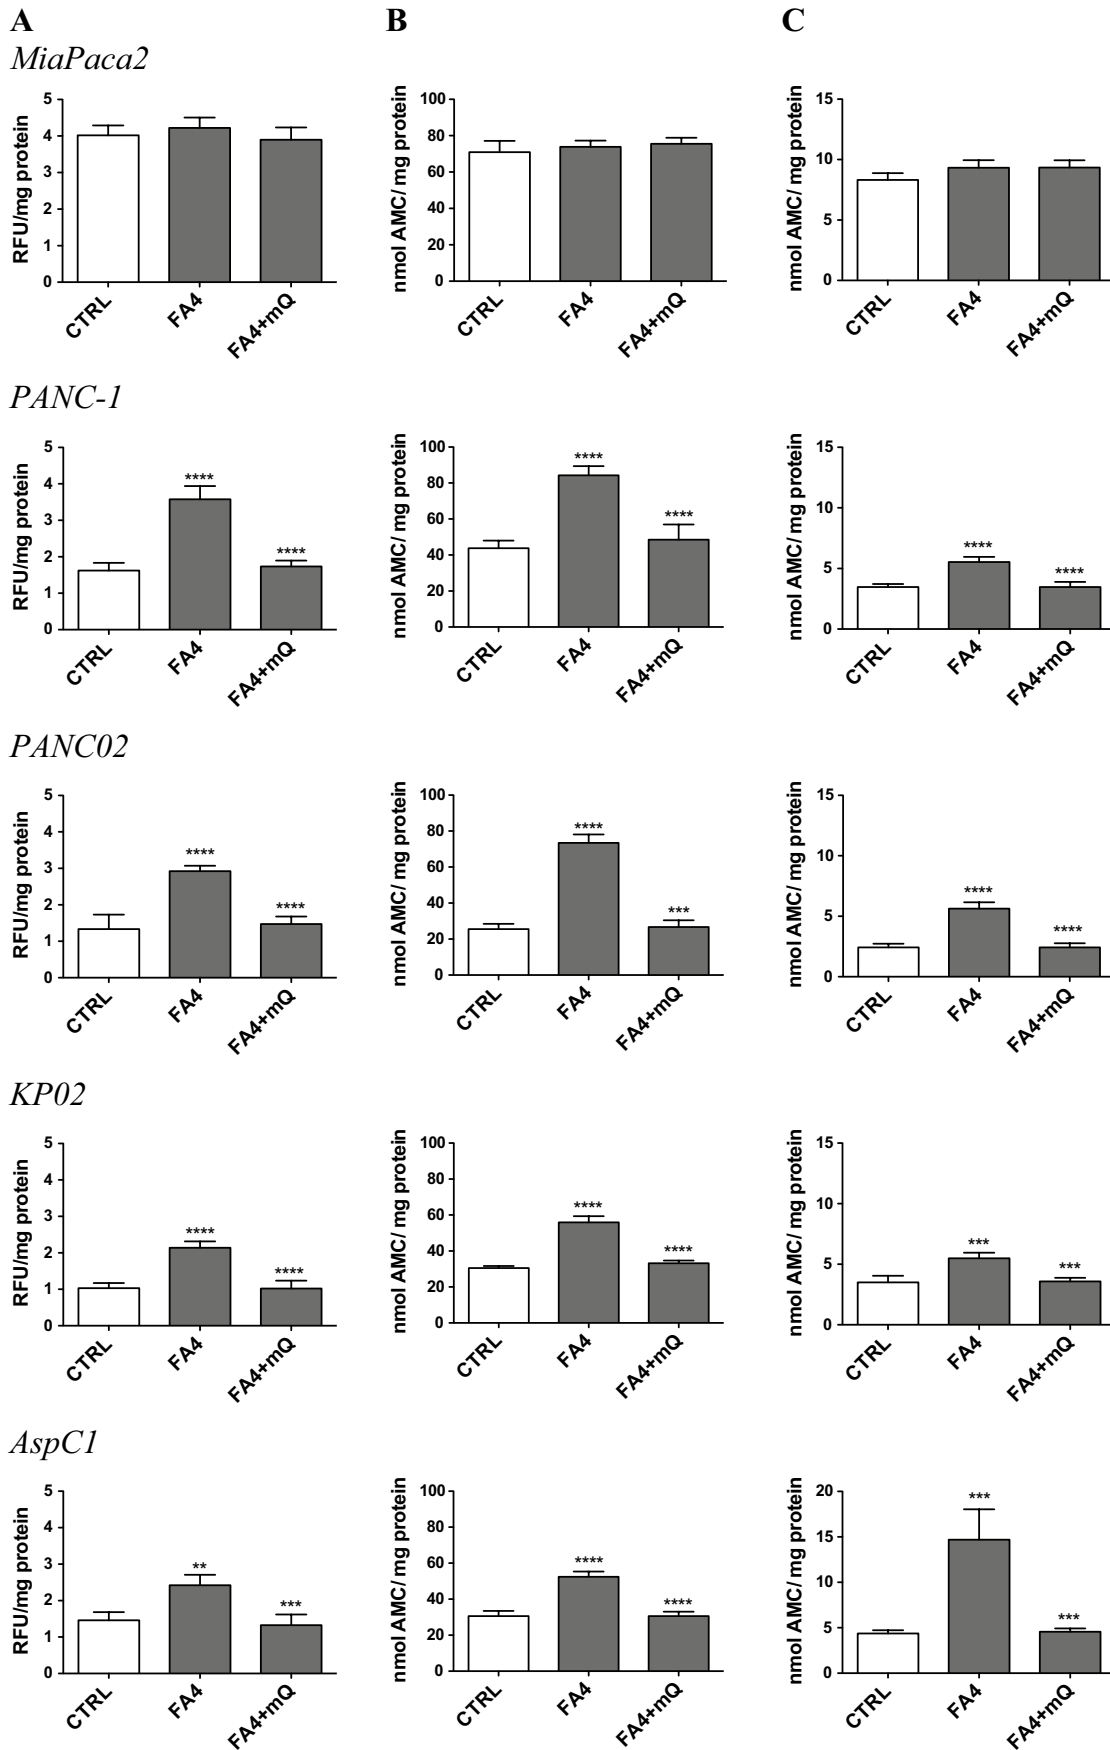 A
B
C
MiaPaca2
RFU/mg protein
5
4
3
2
1
0
CTRL
FA4
FA4+mQ
nmol AMC/ mg protein
100
80
60
40
20
0
CTRL
FA4
FA4+mQ
nmol AMC/ mg protein
15
10
5
0
CTRL
FA4
FA4+mQ
PANC-1
RFU/mg protein
5
4
3
2
1
0
****
****
CTRL
FA4
FA4+mQ
nmol AMC/ mg protein
100
80
60
40
20
0
****
****
CTRL
FA4
FA4+mQ
nmol AMC/ mg protein
15
10
5
0
****
****
CTRL
FA4
FA4+mQ
PANC02
RFU/mg protein
5
4
3
2
1
0
****
****
CTRL
FA4
FA4+mQ
nmol AMC/ mg protein
100
80
60
40
20
0
****
***
CTRL
FA4
FA4+mQ
nmol AMC/ mg protein
15
10
5
0
****
****
CTRL
FA4
FA4+mQ
KP02
RFU/mg protein
5
4
3
2
1
0
****
****
CTRL
FA4
FA4+mQ
nmol AMC/ mg protein
100
80
60
40
20
0
****
****
CTRL
FA4
FA4+mQ
nmol AMC/ mg protein
15
10
5
0
***
***
CTRL
FA4
FA4+mQ
AspC1
RFU/mg protein
5
4
3
2
1
0
**
***
CTRL
FA4
FA4+mQ
nmol AMC/ mg protein
100
80
60
40
20
0
****
****
CTRL
FA4
FA4+mQ
nmol AMC/ mg protein
20
15
10
5
0
***
***
CTRL
FA4
FA4+mQ